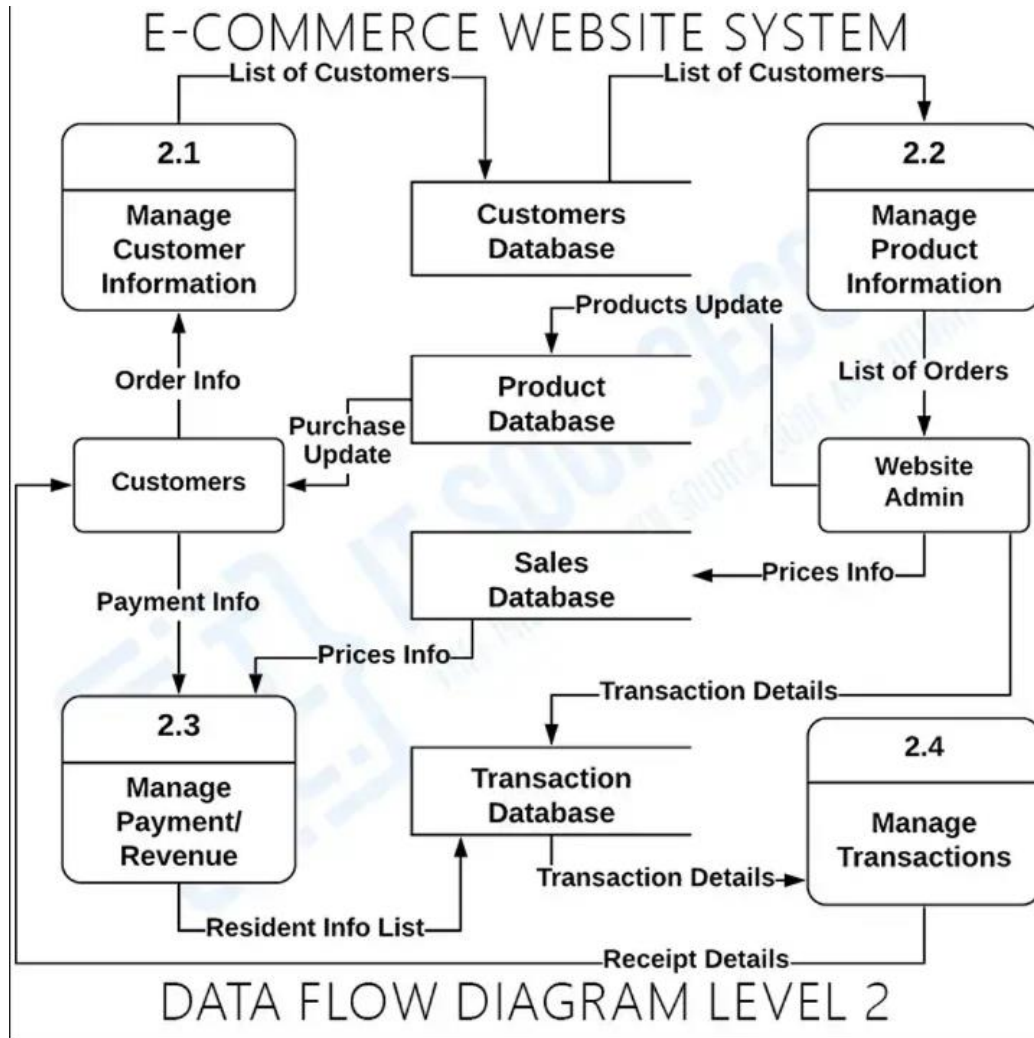 E-COMMERCE WEBSITE SYSTEM
List of Customers
List of Customers
2.1
Manage
Customer
Information
Customers
Database
2.2
Manage
Product
Information
Products Update
Order Info
Product
Database
List of Orders
Purchase
Update
Customers
Website
Admin
Sales
Database
Prices Info
Payment Info
Prices Info
Transaction Details
2.3
Manage
Payment/
Revenue
Transaction
Database
2.4
Manage
Transactions
Transaction Details
Resident Info List
Receipt Details
DATA FLOW DIAGRAM LEVEL 2
IT SOURCECODE